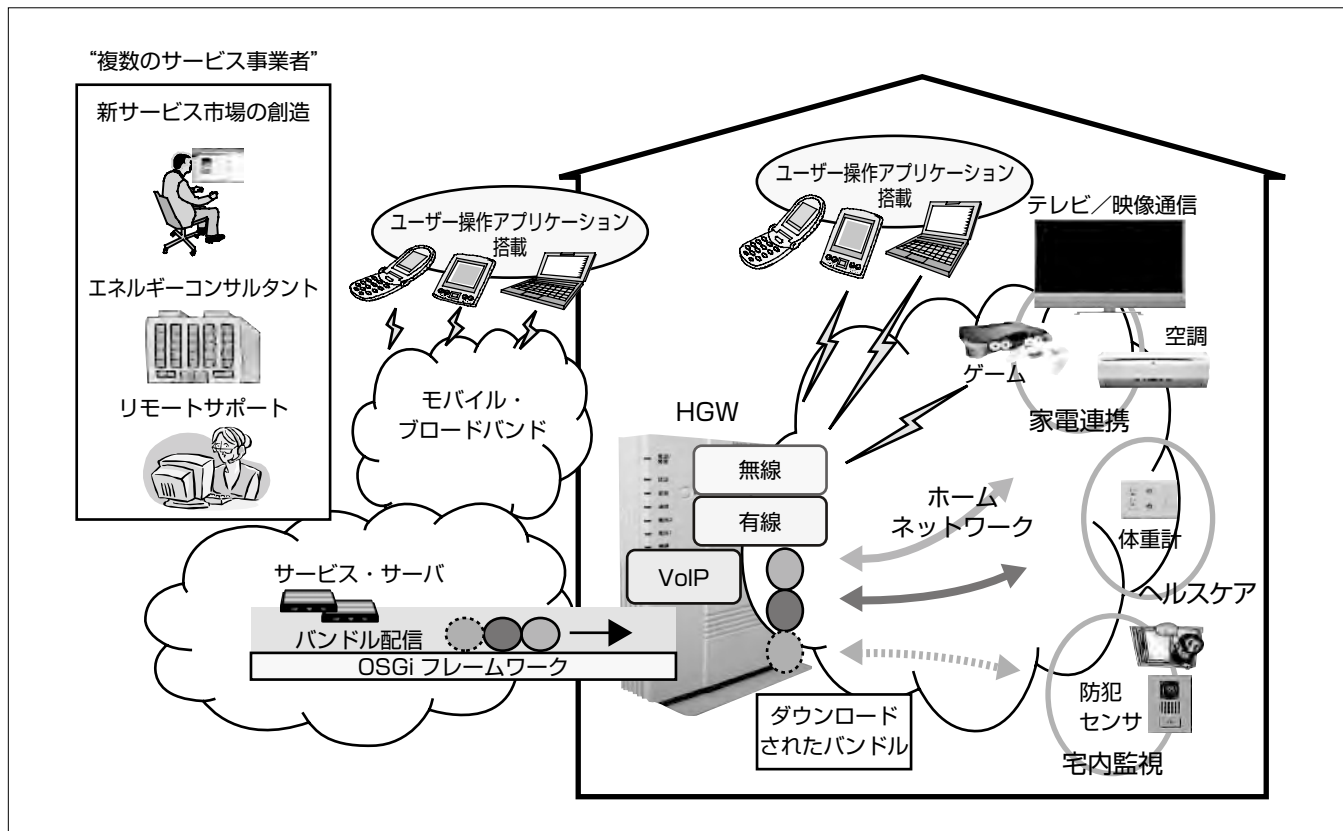 “複数のサービス事業者”
新サービス市場の創造
エネルギーコンサルタント
リモートサポート
ユーザー操作アプリケーション
搭載
モバイル・
ブロードバンド
サービス・サーバ
バンドル配信
OSGi フレームワーク
ユーザー操作アプリケーション
搭載
テレビ／映像通信
ゲーム
空調
家電連携
HGW
無線
有線
VoIP
ホーム
ネットワーク
体重計
ヘルスケア
防犯
センサ
宅内監視
ダウンロード
されたバンドル